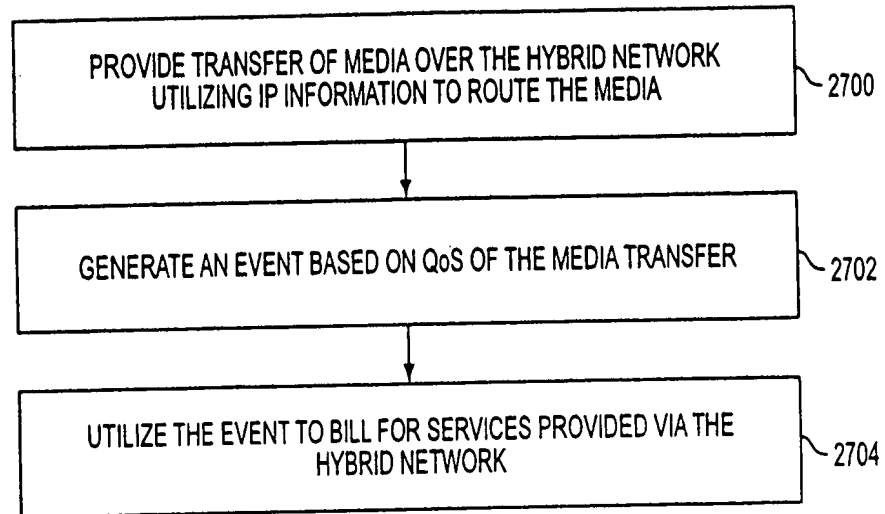 PROVIDE TRANSFER OF MEDIA OVER THE HYBRID NETWORK
UTILIZING IP INFORMATION TO ROUTE THE MEDIA
2700
GENERATE AN EVENT BASED ON QoS OF THE MEDIA TRANSFER
2702
UTILIZE THE EVENT TO BILL FOR SERVICES PROVIDED VIA THE
HYBRID NETWORK
2704